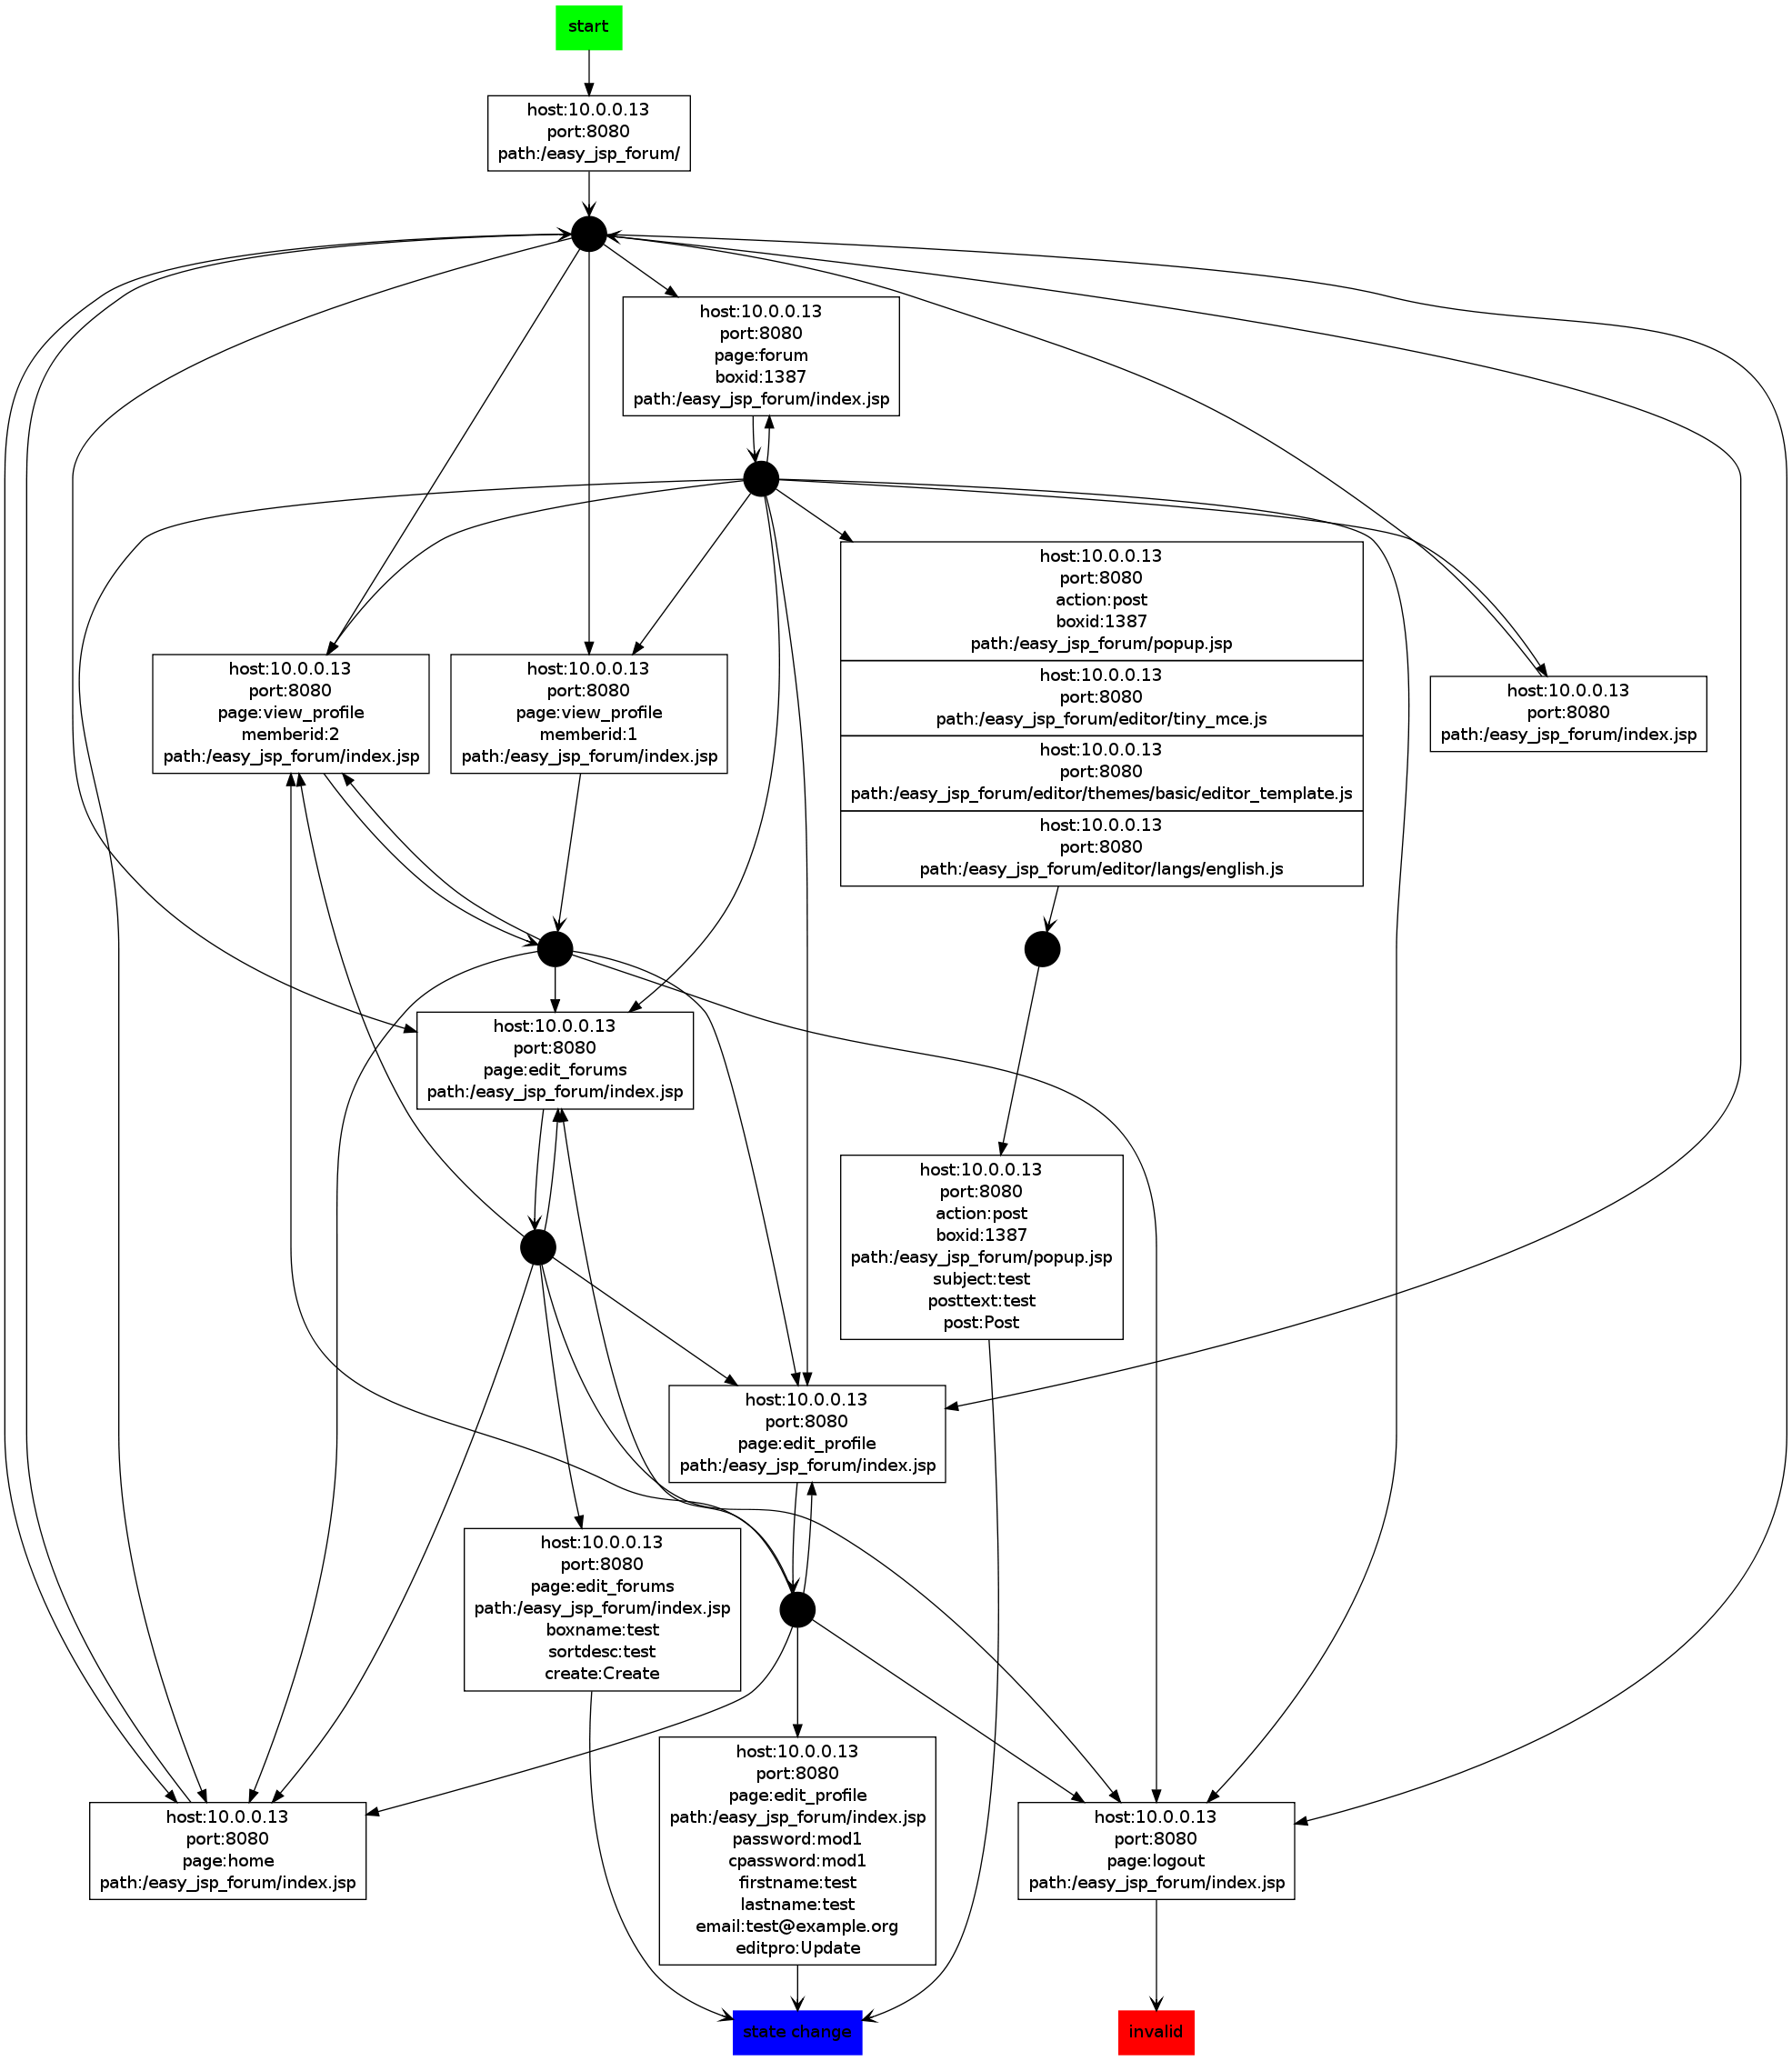 start
host:10.0.0.13
port:8080
path:/easy_jsp_forum/
host:10.0.0.13
port:8080
page:forum
boxid:1387
path:/easy_jsp_forum/index.jsp
host:10.0.0.13
port:8080
action:post
boxid:1387
path:/easy_jsp_forum/popup.jsp
host:10.0.0.13
port:8080
path:/easy_jsp_forum/editor/tiny_mce.js
host:10.0.0.13
port:8080
path:/easy_jsp_forum/editor/themes/basic/editor_template.js
host:10.0.0.13
port:8080
path:/easy_jsp_forum/editor/langs/english.js
host:10.0.0.13
port:8080
page:view_profile
memberid:2
path:/easy_jsp_forum/index.jsp
host:10.0.0.13
port:8080
page:view_profile
memberid:1
path:/easy_jsp_forum/index.jsp
host:10.0.0.13
port:8080
path:/easy_jsp_forum/index.jsp
host:10.0.0.13
port:8080
page:edit_forums
path:/easy_jsp_forum/index.jsp
host:10.0.0.13
port:8080
action:post
boxid:1387
path:/easy_jsp_forum/popup.jsp
subject:test
posttext:test
post:Post
host:10.0.0.13
port:8080
page:edit_profile
path:/easy_jsp_forum/index.jsp
host:10.0.0.13
port:8080
page:edit_forums
path:/easy_jsp_forum/index.jsp
boxname:test
sortdesc:test
create:Create
host:10.0.0.13
port:8080
page:edit_profile
path:/easy_jsp_forum/index.jsp
password:mod1
cpassword:mod1
firstname:test
lastname:test
email:test@example.org
editpro:Update
host:10.0.0.13
port:8080
page:home
path:/easy_jsp_forum/index.jsp
host:10.0.0.13
port:8080
page:logout
path:/easy_jsp_forum/index.jsp
state change
invalid